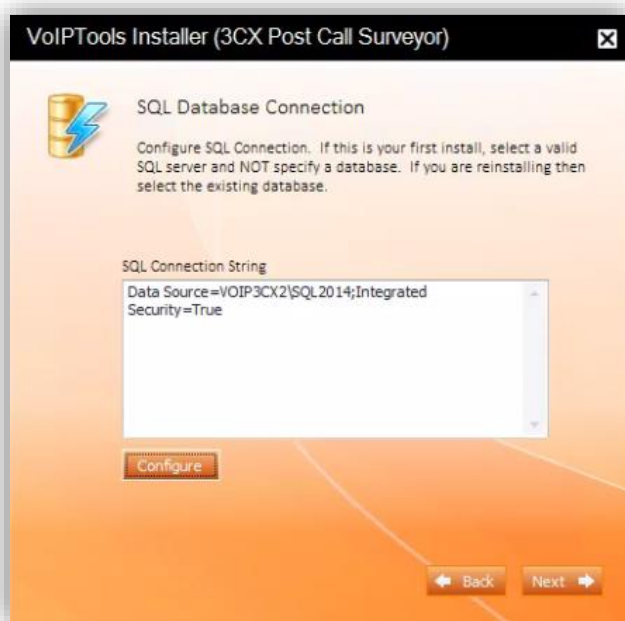 VoIPTools Installer (3CX Post Call Surveyor)
SQL Database Connection
Configure SQL Connection. If this is your first install, select a valid
SQL server and NOT specify a database. If you are reinstalling then
select the existing database.
SQL Connection String
Data Source=VOIP3CX2\SQL2014;Integrated
Security=True
Configure
Back
Next